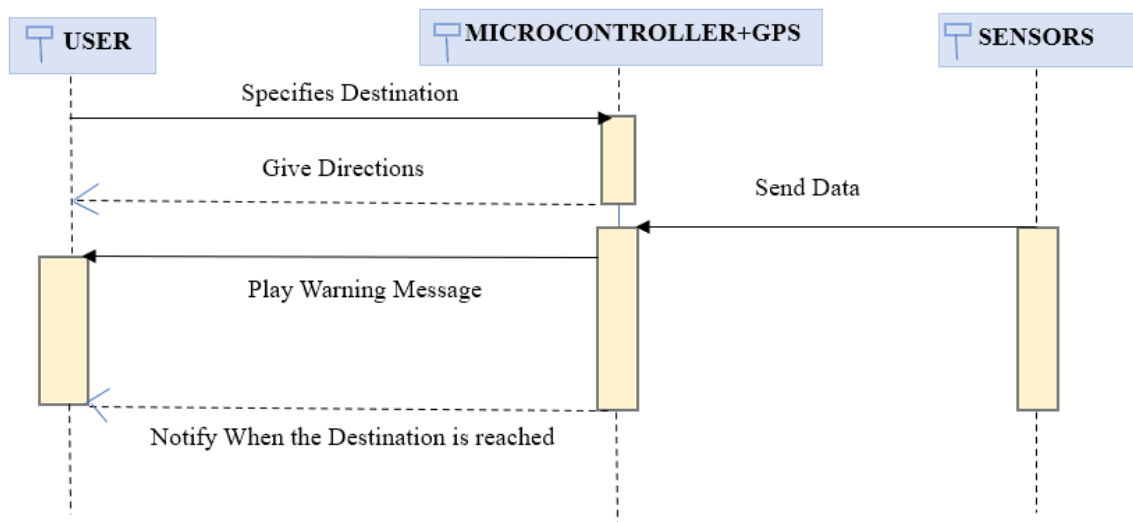 USER
MICROCONTROLLER+GPS
SENSORS
Specifies Destination
Give Directions
Send Data
Play Warning Message
Notify When the Destination is reached